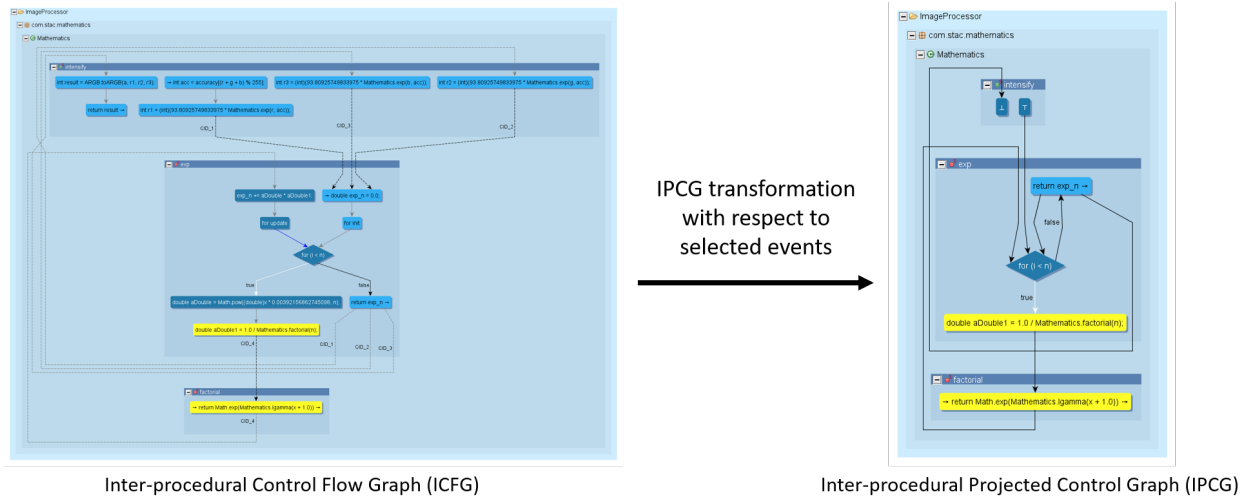 ImageProcessor
com.stac.mathematics
Mathematics
intensify
int result = ARGB.toARGB(a, r1, r2, r3);
→ int acc = accuracy[(r + g + b) % 255];
int r3 = (int)(93.80925749833975 * Mathematics.exp(b, acc));
int r2 = (int)(93.80925749833975 * Mathematics.exp(g, acc));
return result →
int r1 = (int)(93.80925749833975 * Mathematics.exp(r, acc));
CID_1
CID_3
CID_2
exp
exp_n += aDouble * aDouble1;
→ double exp_n = 0.0;
for update
for init
for (i < n)
true
false
double aDouble = Math.pow((double)x * 0.00392156862745098, n);
return exp_n →
double aDouble1 = 1.0 / Mathematics.factorial(n);
CID_1
CID_2
CID_3
CID_4
factorial
→ return Math.exp(Mathematics.lgamma(x + 1.0)) →
CID_4
Inter-procedural Control Flow Graph (ICFG)
IPCG transformation
with respect to
selected events
ImageProcessor
com.stac.mathematics
Mathematics
intensify
⊥
⊤
exp
return exp_n →
false
for (i < n)
true
double aDouble1 = 1.0 / Mathematics.factorial(n);
factorial
→ return Math.exp(Mathematics.lgamma(x + 1.0)) →
Inter-procedural Projected Control Graph (IPCG)